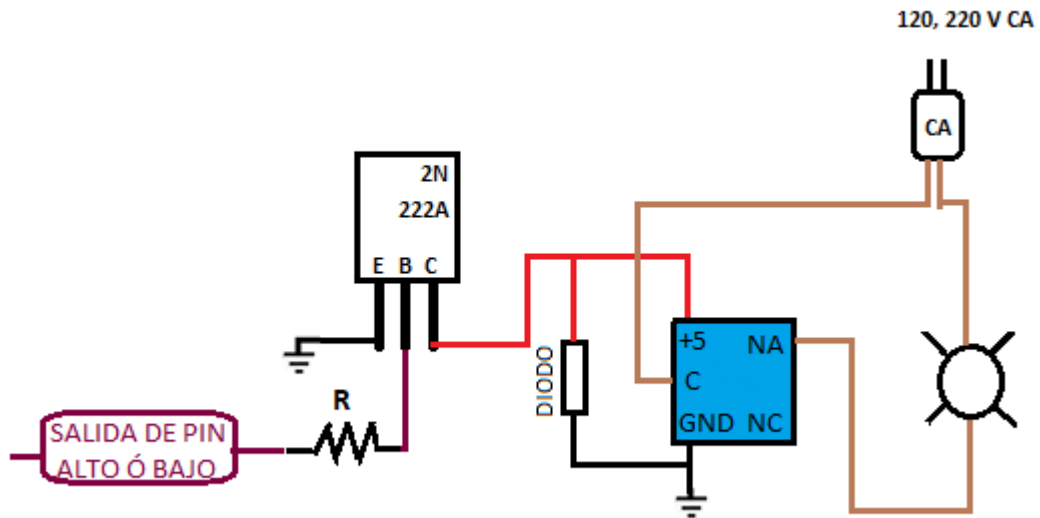 120, 220 V CA
CA
2N
222A
E B C
+5 NA
C
GND NC
DIODO
R
SALIDA DE PIN
ALTO Ó BAJO